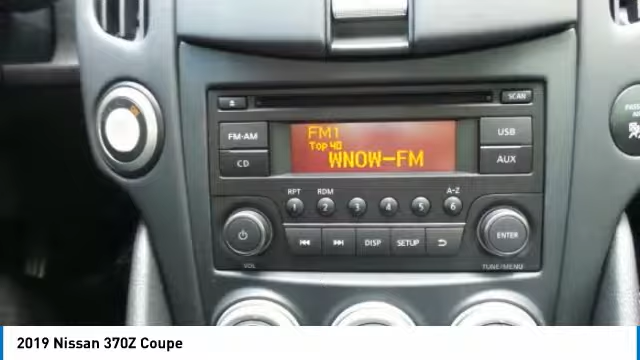 SCAN
FM·AM
FM1
USB
Top 40
WNOW-FM
CD
AUX
RPT RDM A-Z
1 2 3 4 5 6
DISP SETUP
ENTER
VOL
TUNE/MENU
2019 Nissan 370Z Coupe